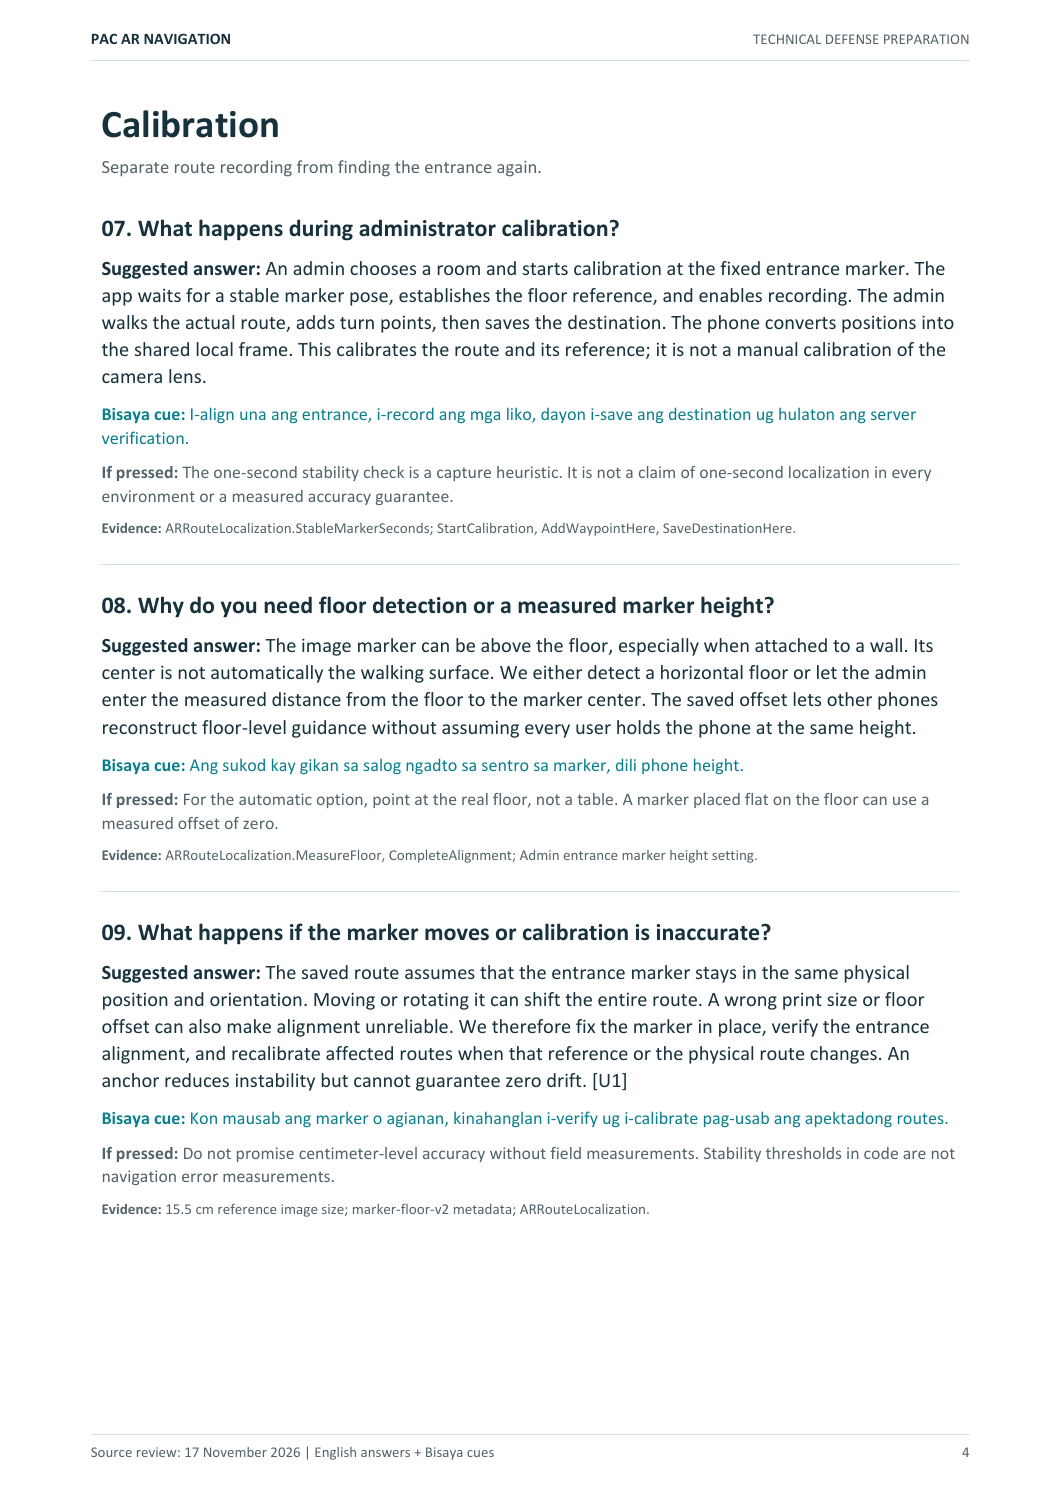 PAC AR NAVIGATION
TECHNICAL DEFENSE PREPARATION
Calibration
Separate route recording from finding the entrance again.
07. What happens during administrator calibration?
Suggested answer: An admin chooses a room and starts calibration at the fixed entrance marker. The
app waits for a stable marker pose, establishes the floor reference, and enables recording. The admin
walks the actual route, adds turn points, then saves the destination. The phone converts positions into
the shared local frame. This calibrates the route and its reference; it is not a manual calibration of the
camera lens.
Bisaya cue: I-align una ang entrance, i-record ang mga liko, dayon i-save ang destination ug hulaton ang server
verification.
If pressed: The one-second stability check is a capture heuristic. It is not a claim of one-second localization in every
environment or a measured accuracy guarantee.
Evidence: ARRouteLocalization.StableMarkerSeconds; StartCalibration, AddWaypointHere, SaveDestinationHere.
08. Why do you need floor detection or a measured marker height?
Suggested answer: The image marker can be above the floor, especially when attached to a wall. Its
center is not automatically the walking surface. We either detect a horizontal floor or let the admin
enter the measured distance from the floor to the marker center. The saved offset lets other phones
reconstruct floor-level guidance without assuming every user holds the phone at the same height.
Bisaya cue: Ang sukod kay gikan sa salog ngadto sa sentro sa marker, dili phone height.
If pressed: For the automatic option, point at the real floor, not a table. A marker placed flat on the floor can use a
measured offset of zero.
Evidence: ARRouteLocalization.MeasureFloor, CompleteAlignment; Admin entrance marker height setting.
09. What happens if the marker moves or calibration is inaccurate?
Suggested answer: The saved route assumes that the entrance marker stays in the same physical
position and orientation. Moving or rotating it can shift the entire route. A wrong print size or floor
offset can also make alignment unreliable. We therefore fix the marker in place, verify the entrance
alignment, and recalibrate affected routes when that reference or the physical route changes. An
anchor reduces instability but cannot guarantee zero drift. [U1]
Bisaya cue: Kon mausab ang marker o agianan, kinahanglan i-verify ug i-calibrate pag-usab ang apektadong routes.
If pressed: Do not promise centimeter-level accuracy without field measurements. Stability thresholds in code are not
navigation error measurements.
Evidence: 15.5 cm reference image size; marker-floor-v2 metadata; ARRouteLocalization.
Source review: 17 November 2026 | English answers + Bisaya cues
4